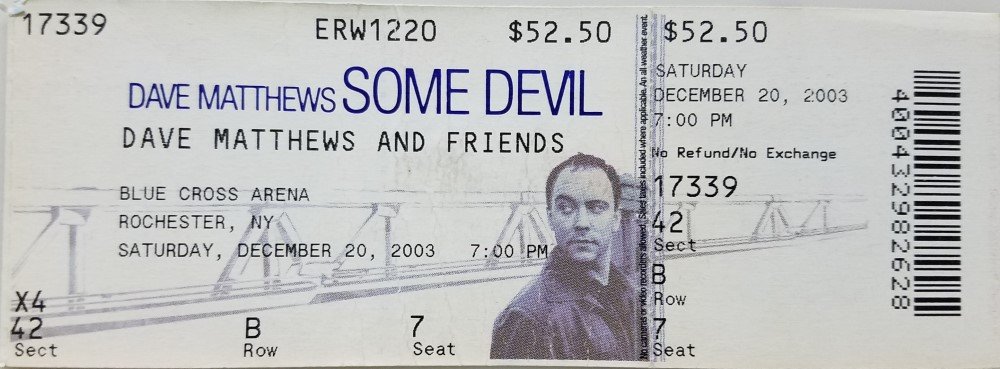 17339 ERW1220 $52.50
DAVE MATTHEWS SOME DEVIL
DAVE MATTHEWS AND FRIENDS
BLUE CROSS ARENA
ROCHESTER, NY
SATURDAY, DECEMBER 20, 2003 7:00 PM
X4
42 B 7
Sect Row Seat
$52.50
SATURDAY
DECEMBER 20, 2003
7:00 PM
No Refund/No Exchange
17339
42
Sect
B
Row
7
Seat
400432982628